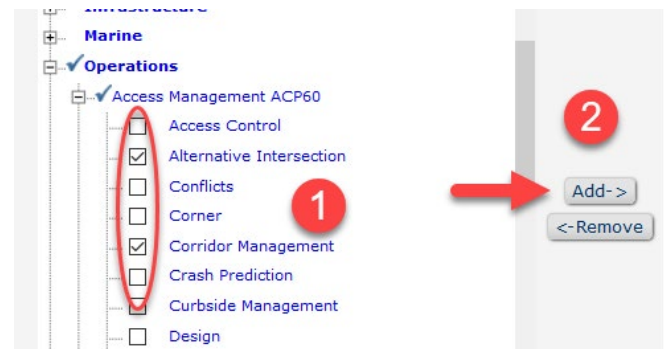 Infrastructure
Marine
Operations
Access Management ACP60
Access Control
Alternative Intersection
Conflicts
Corner
Corridor Management
Crash Prediction
Curbside Management
Design
1
2
Add->
<-Remove